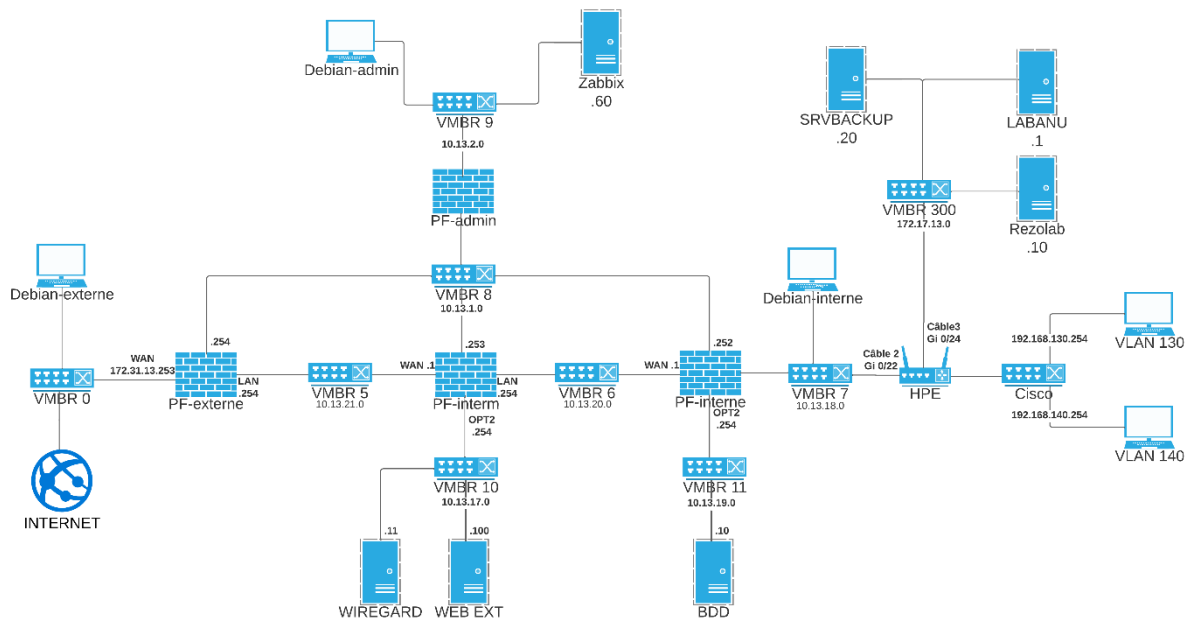 Debian-admin
Zabbix
.60
VMBR 9
10.13.2.0
PF-admin
SRVBACKUP
.20
LABANU
.1
VMBR 300
172.17.13.0
Rezolab
.10
Debian-externe
VMBR 8
10.13.1.0
Debian-interne
.254
.253
.252
WAN
172.31.13.253
VMBR 0
PF-externe
LAN
.254
VMBR 5
10.13.21.0
WAN .1
PF-interm
LAN
.254
VMBR 6
10.13.20.0
WAN .1
PF-interne
VMBR 7
10.13.18.0
Câble 2
Gi 0/22
Câble3
Gi 0/24
HPE
Cisco
192.168.130.254
VLAN 130
192.168.140.254
VLAN 140
OPT2
.254
OPT2
.254
INTERNET
VMBR 10
10.13.17.0
VMBR 11
10.13.19.0
.11
.100
.10
WIREGARD
WEB EXT
BDD